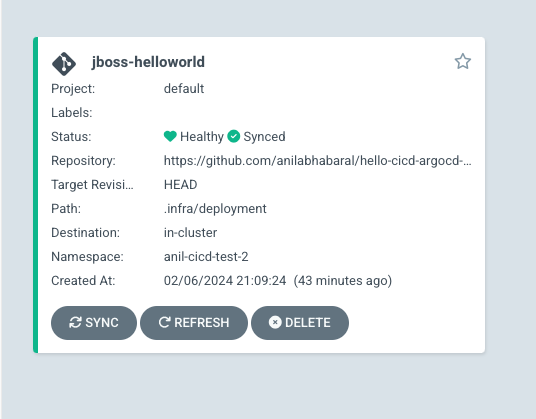 jboss-helloworld
Project: default
Labels:
Status: Healthy Synced
Repository: https://github.com/anilabhabaral/hello-cicd-argocd-...
Target Revisi... HEAD
Path: .infra/deployment
Destination: in-cluster
Namespace: anil-cicd-test-2
Created At: 02/06/2024 21:09:24 (43 minutes ago)
SYNC REFRESH DELETE